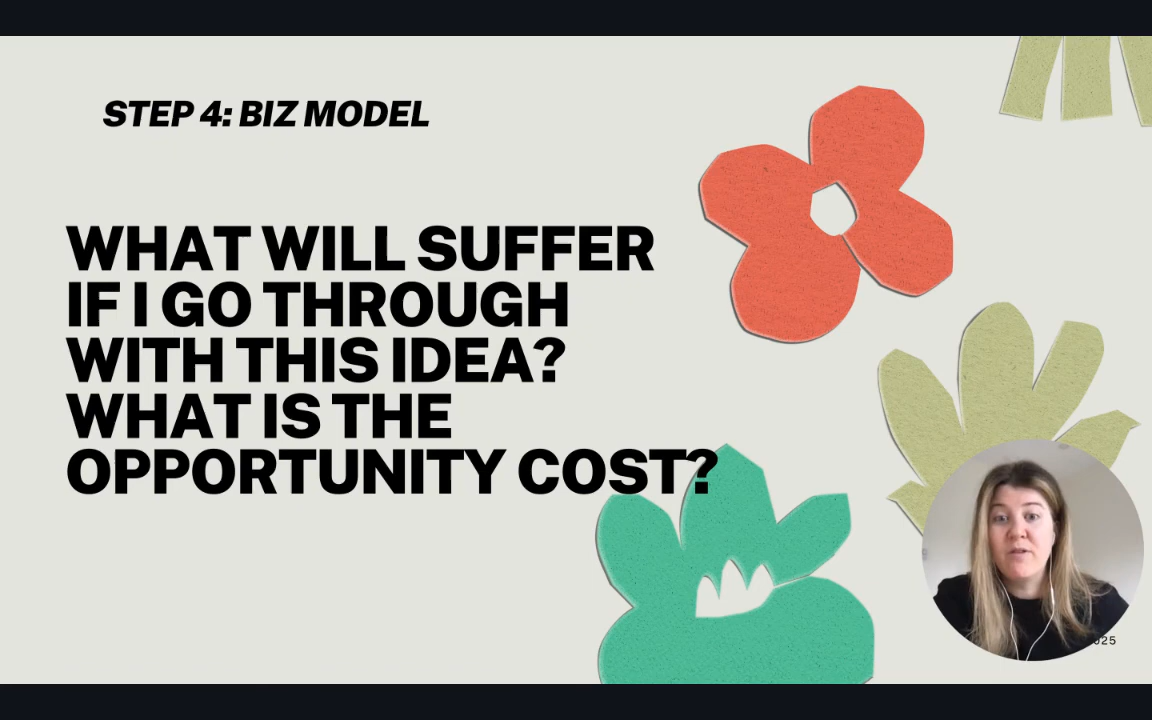 STEP 4: BIZ MODEL
WHAT WILL SUFFER
IF I GO THROUGH
WITH THIS IDEA?
WHAT IS THE
OPPORTUNITY COST?